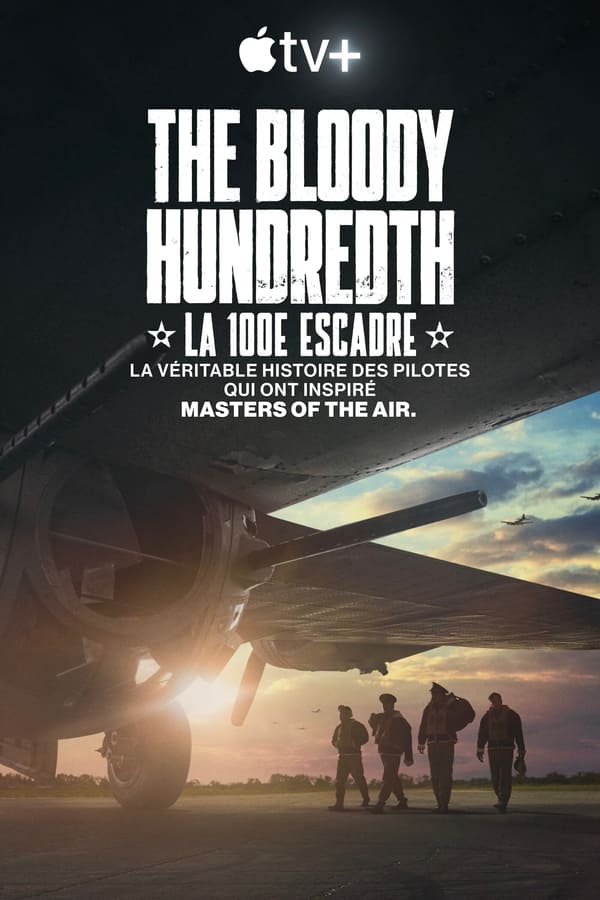 tv+
THE BLOODY
HUNDREDTH
LA 100E ESCADRE
LA VÉRITABLE HISTOIRE DES PILOTES
QUI ONT INSPIRÉ
MASTERS OF THE AIR.